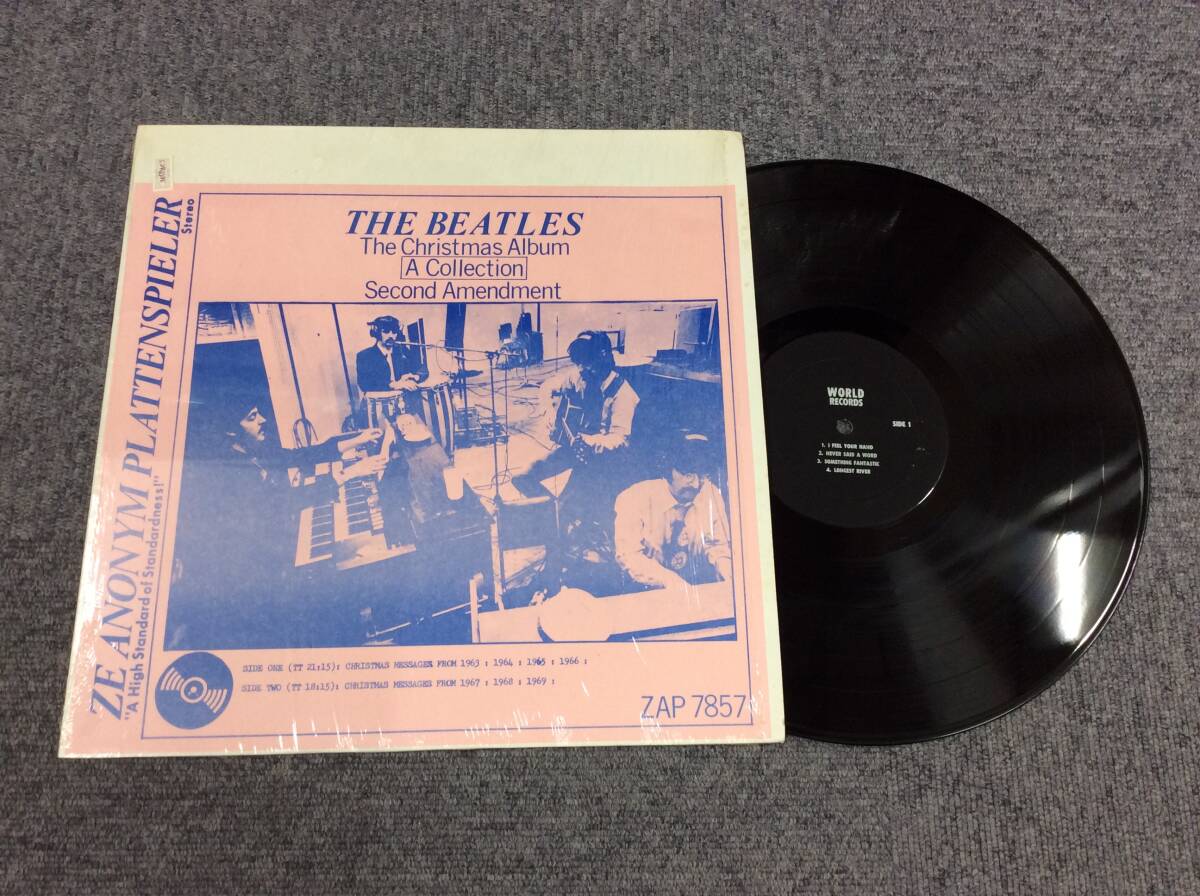 ZE ANONYM PLATTENSPIELER
Stereo
"A High Standard of Standardness!"
THE BEATLES
The Christmas Album
A Collection
Second Amendment
SIDE ONE (TT 21:15): CHRISTMAS MESSAGES FROM 1963 : 1964 : 1965 : 1966 :
SIDE TWO (TT 18:15): CHRISTMAS MESSAGES FROM 1967 : 1968 : 1969 :
ZAP 7857
WORLD
RECORDS
SIDE 1
1. I FEEL YOUR HAND
2. NEVER SAID A WORD
3. SOMETHING FANTASTIC
4. LONGEST RIVER